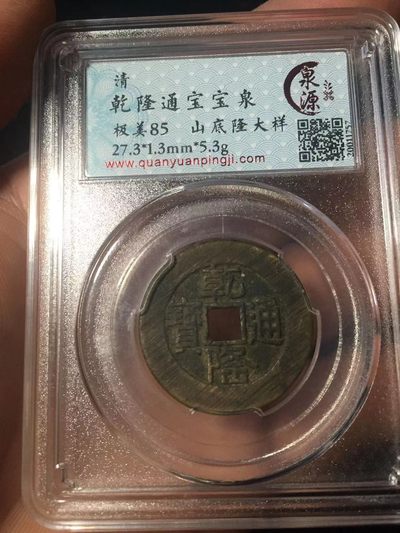 清
乾隆通宝宝泉
极美85 山底隆大样
27.3*1.3mm*5.3g
www.quanyuanpingji.com
泉源
乾隆通寶